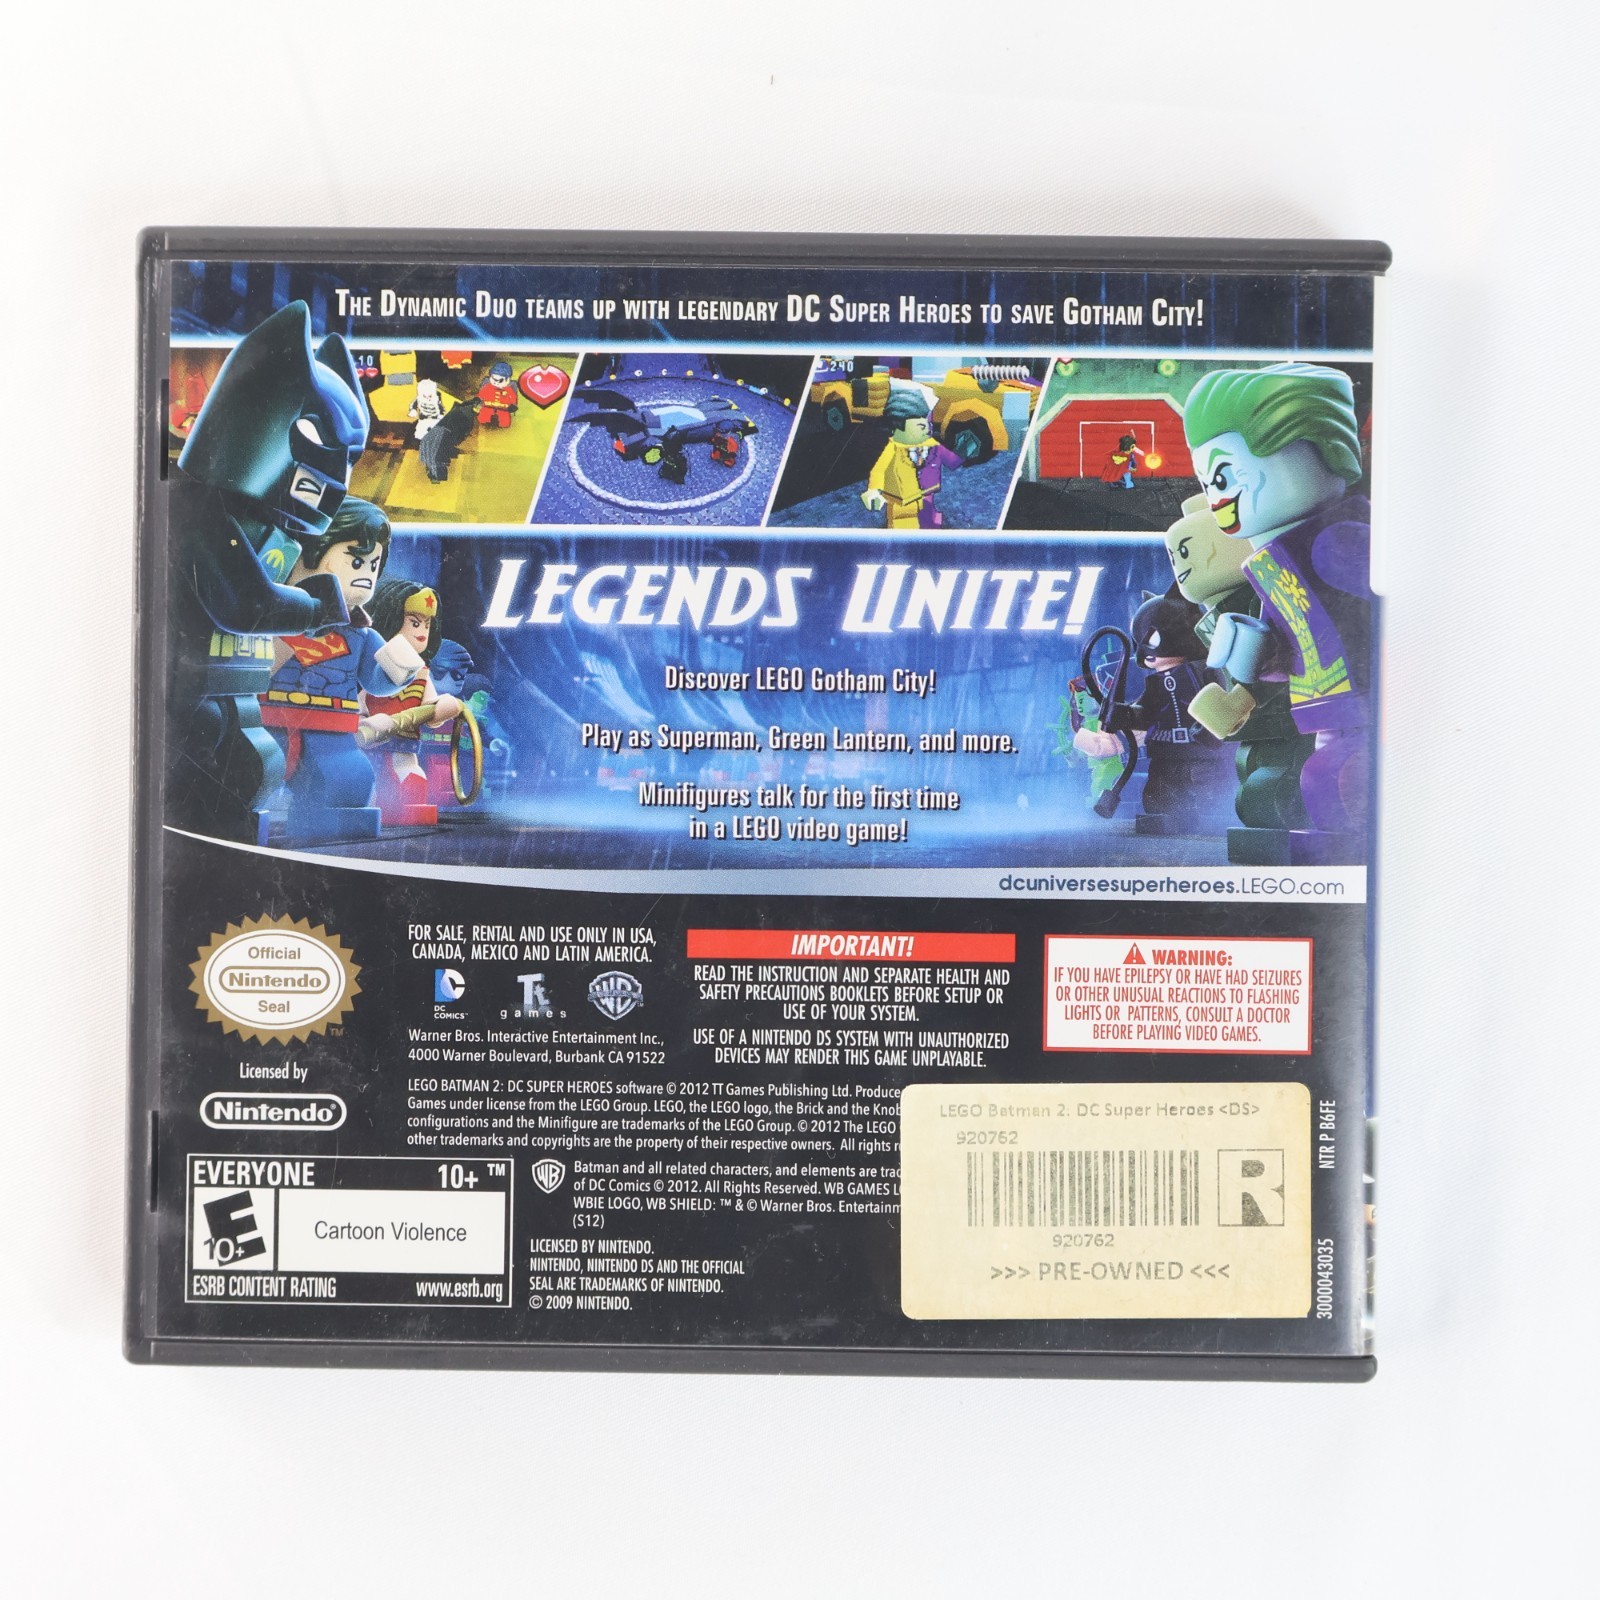 THE DYNAMIC DUO TEAMS UP WITH LEGENDARY DC SUPER HEROES TO SAVE GOTHAM CITY!
10
240
LEGENDS UNITE!
Discover LEGO Gotham City!
Play as Superman, Green Lantern, and more.
Minifigures talk for the first time
in a LEGO video game!
dcuniversesuperheroes.LEGO.com
Official
Nintendo
Seal
TM
Licensed by
Nintendo®
FOR SALE, RENTAL AND USE ONLY IN USA,
CANADA, MEXICO AND LATIN AMERICA.
DC
COMICS™
Tt
games
WB
Warner Bros. Interactive Entertainment Inc.,
4000 Warner Boulevard, Burbank CA 91522
IMPORTANT!
READ THE INSTRUCTION AND SEPARATE HEALTH AND
SAFETY PRECAUTIONS BOOKLETS BEFORE SETUP OR
USE OF YOUR SYSTEM.
USE OF A NINTENDO DS SYSTEM WITH UNAUTHORIZED
DEVICES MAY RENDER THIS GAME UNPLAYABLE.
WARNING:
IF YOU HAVE EPILEPSY OR HAVE HAD SEIZURES
OR OTHER UNUSUAL REACTIONS TO FLASHING
LIGHTS OR PATTERNS, CONSULT A DOCTOR
BEFORE PLAYING VIDEO GAMES.
LEGO BATMAN 2: DC SUPER HEROES software © 2012 TT Games Publishing Ltd. Produce
Games under license from the LEGO Group. LEGO, the LEGO logo, the Brick and the Knob
configurations and the Minifigure are trademarks of the LEGO Group. © 2012 The LEGO
other trademarks and copyrights are the property of their respective owners. All rights r
WB
Batman and all related characters, and elements are trad
of DC Comics © 2012. All Rights Reserved. WB GAMES L
WBIE LOGO, WB SHIELD: ™ & © Warner Bros. Entertainm
(S12)
LICENSED BY NINTENDO.
NINTENDO, NINTENDO DS AND THE OFFICIAL
SEAL ARE TRADEMARKS OF NINTENDO.
© 2009 NINTENDO.
EVERYONE 10+ ™
E
10+
Cartoon Violence
ESRB CONTENT RATING www.esrb.org
LEGO Batman 2: DC Super Heroes <DS>
920762
R
920762
>>> PRE-OWNED <<<
NTR P B6FE
3000043035